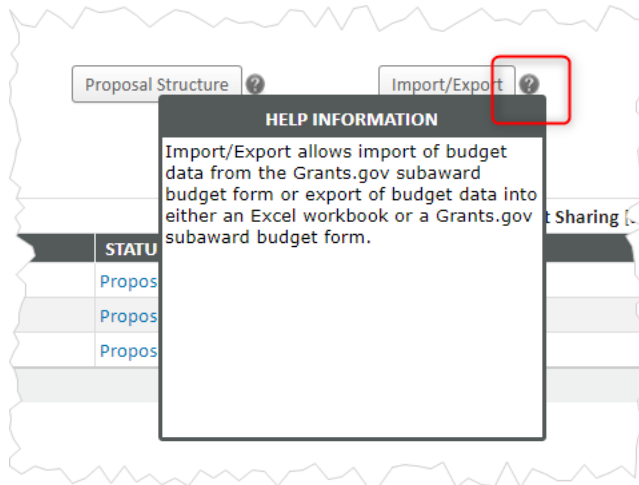 Proposal Structure ? Import/Export ?
HELP INFORMATION
Import/Export allows import of budget
data from the Grants.gov subaward
budget form or export of budget data into
either an Excel workbook or a Grants.gov
subaward budget form.
t Sharing [
STATU
Propos
Propos
Propos